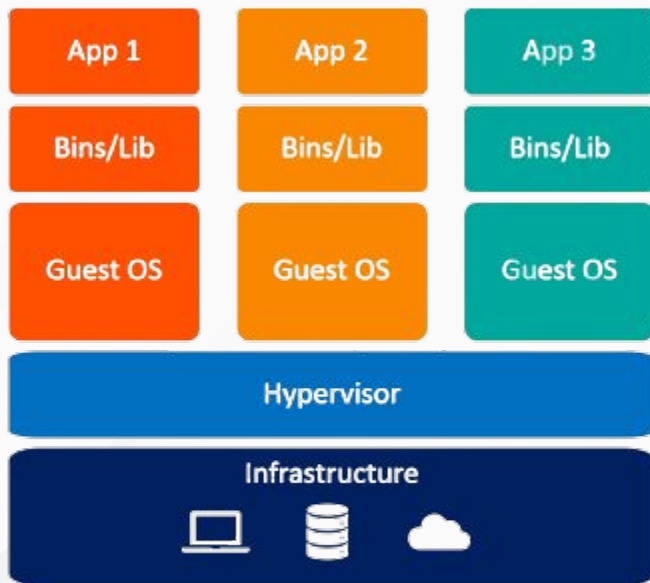 App 1
App 2
App 3
Bins/Lib
Bins/Lib
Bins/Lib
Guest OS
Guest OS
Guest OS
Hypervisor
Infrastructure